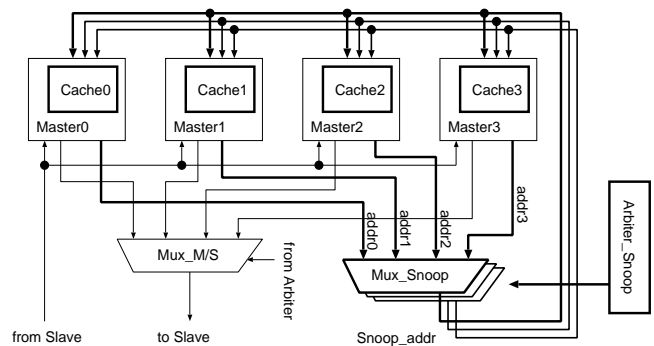 Cache0
Cache1
Cache2
Cache3
Master0
Master1
Master2
Master3
addr0
addr1
addr2
addr3
Arbiter_Snoop
Mux_M/S
from Arbiter
Mux_Snoop
from Slave
to Slave
Snoop_addr